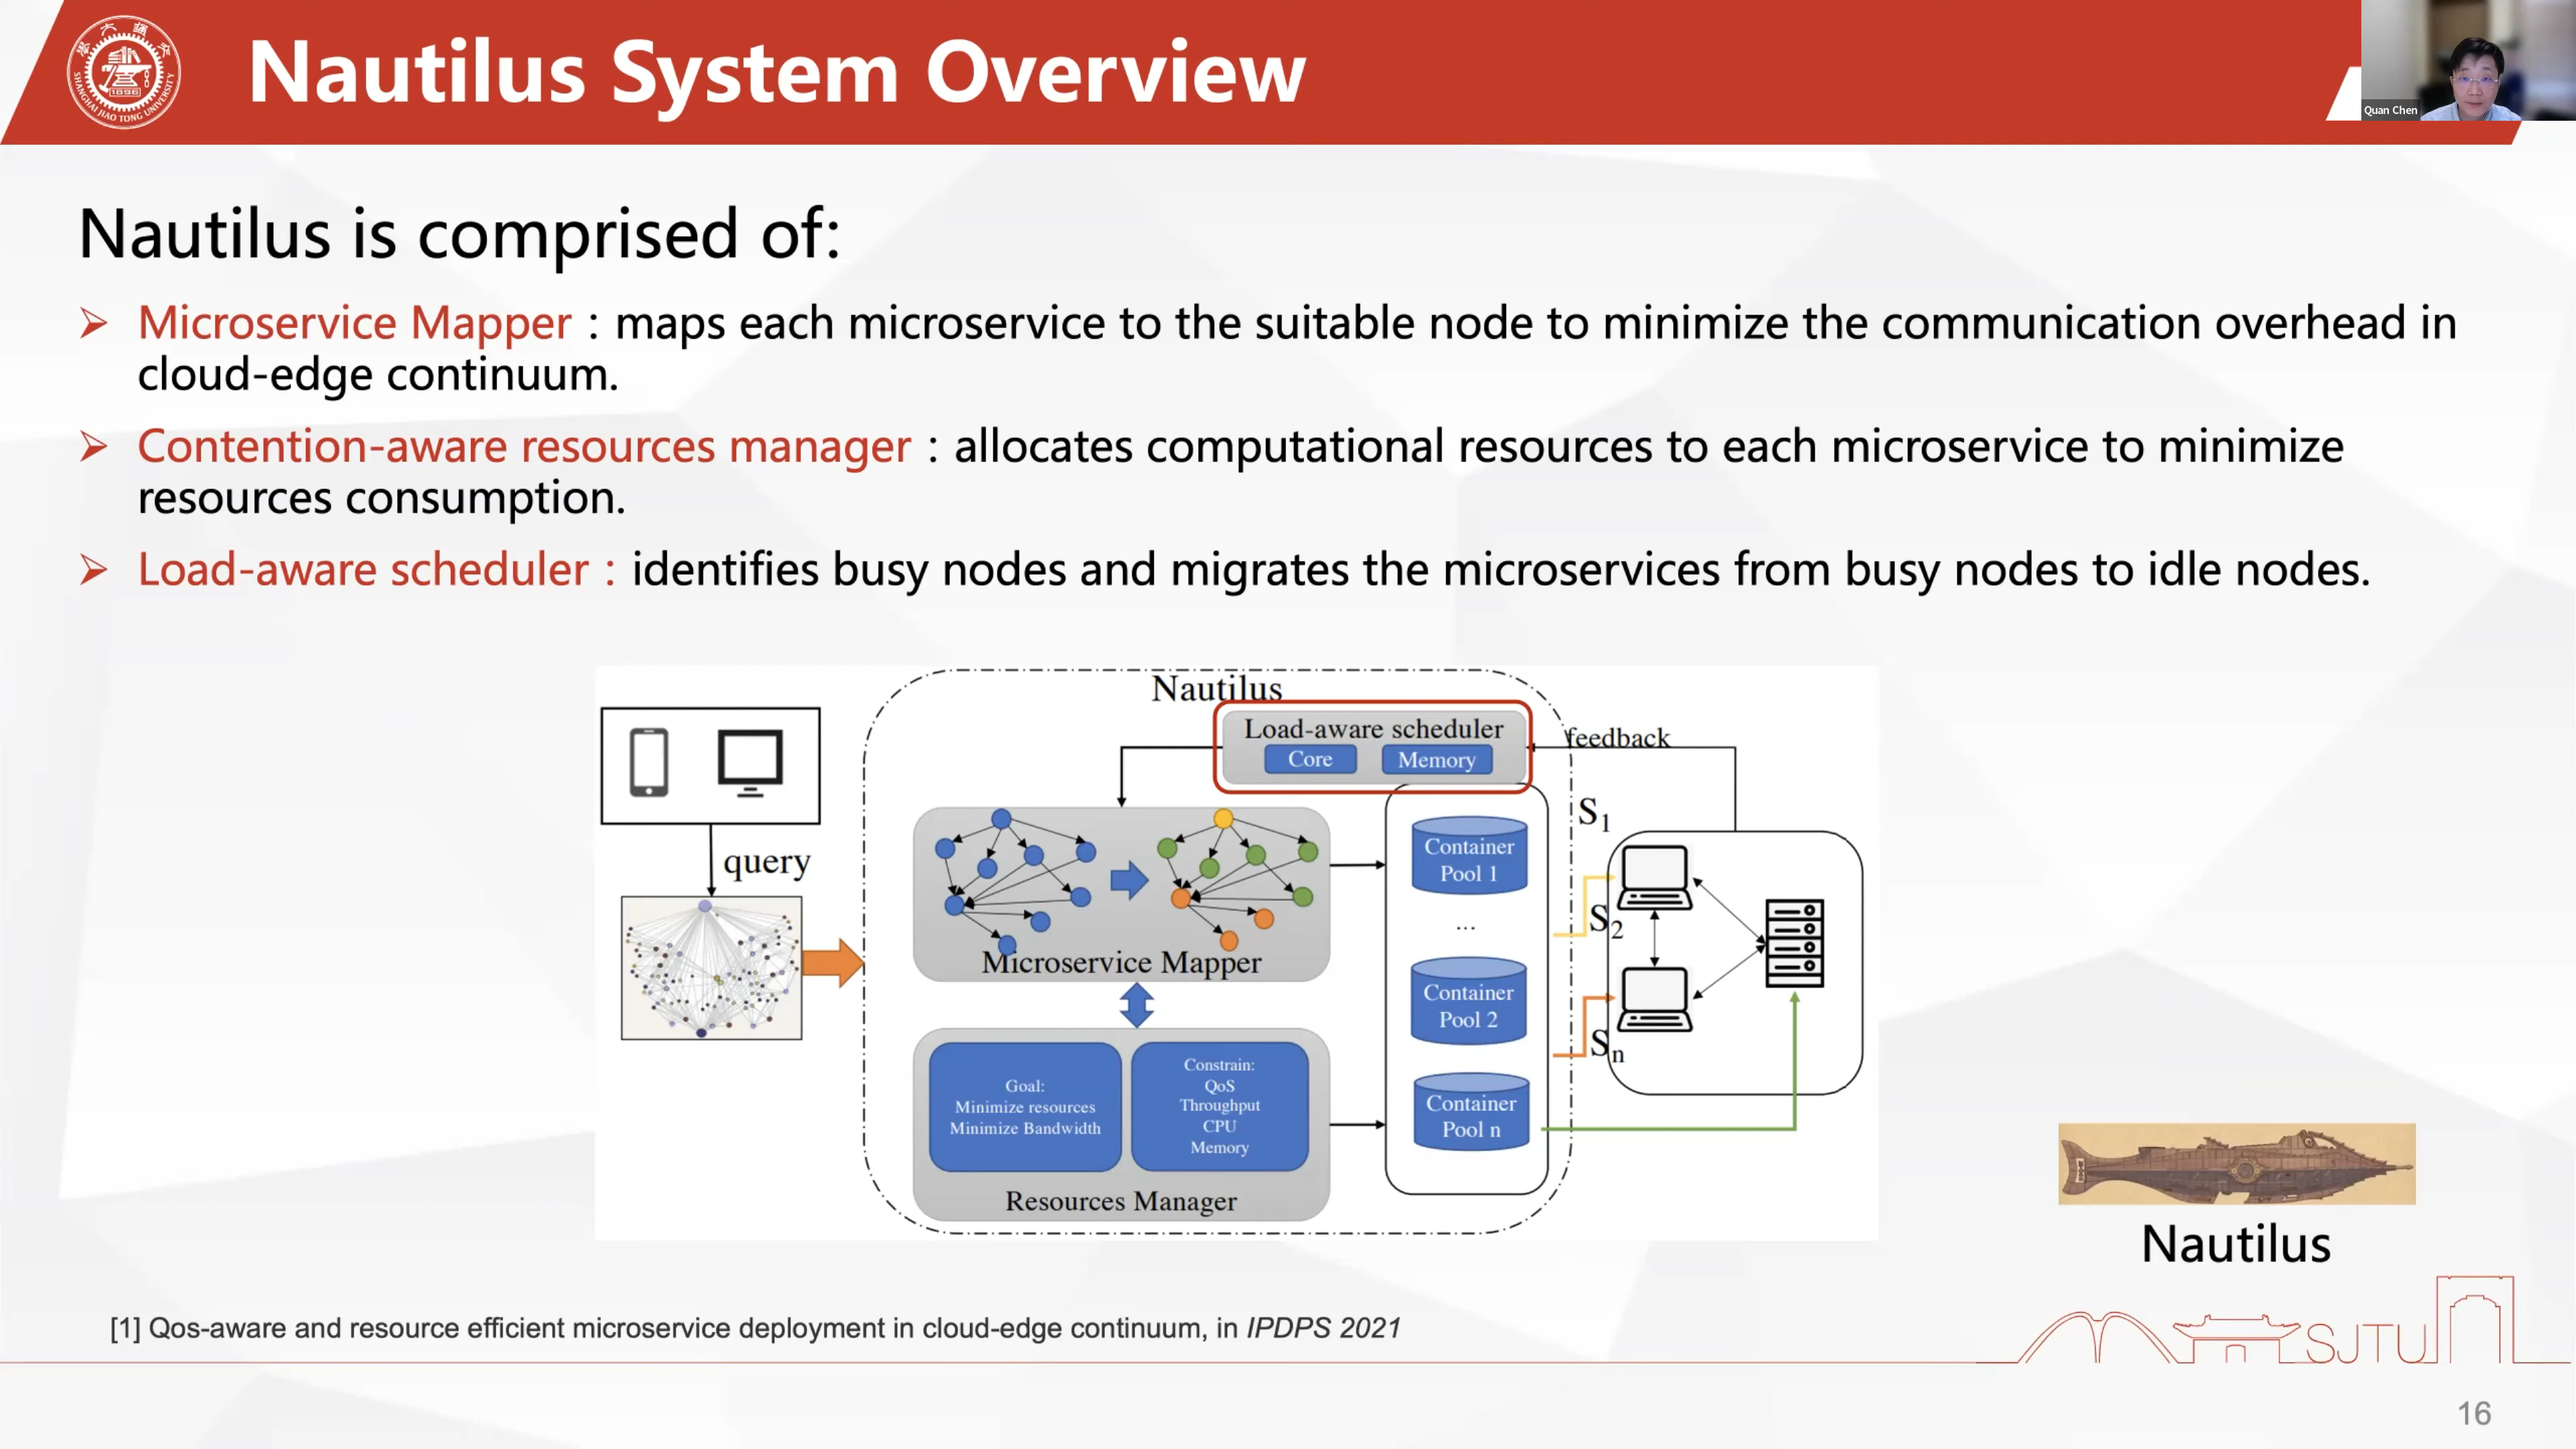 Nautilus System Overview
SHANGHAI JIAO TONG UNIVERSITY
1896
Quan Chen
Nautilus is comprised of:
Microservice Mapper : maps each microservice to the suitable node to minimize the communication overhead in
cloud-edge continuum.
Contention-aware resources manager : allocates computational resources to each microservice to minimize
resources consumption.
Load-aware scheduler : identifies busy nodes and migrates the microservices from busy nodes to idle nodes.
Nautilus
Load-aware scheduler
Core Memory
feedback
query
Microservice Mapper
Container
Pool 1
...
Container
Pool 2
Container
Pool n
S1
S2
Sn
Goal:
Minimize resources
Minimize Bandwidth
Constrain:
QoS
Throughput
CPU
Memory
Resources Manager
Nautilus
[1] Qos-aware and resource efficient microservice deployment in cloud-edge continuum, in IPDPS 2021
SJTU
16